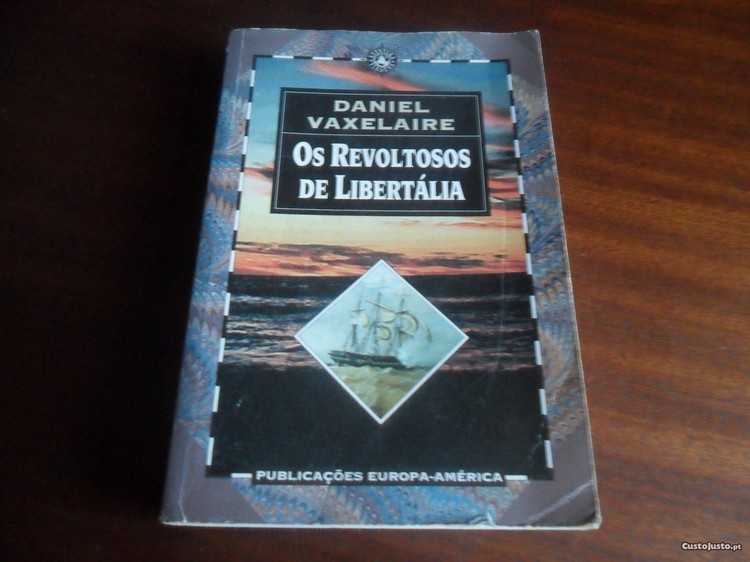 DANIEL
VAXELAIRE
OS REVOLTOSOS
DE LIBERTÁLIA
PUBLICAÇÕES EUROPA-AMÉRICA
CustoJusto.pt